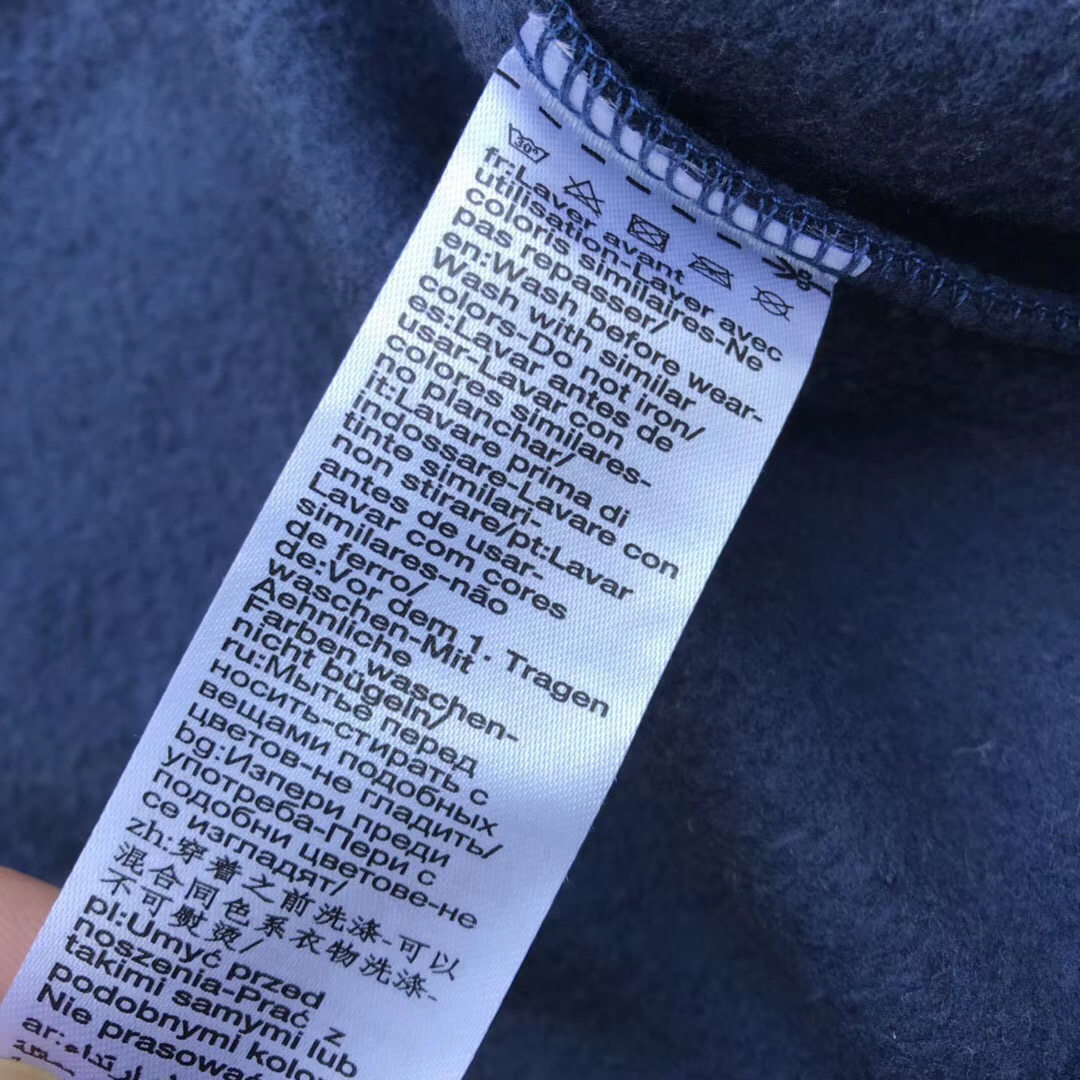 30°
fr:Laver avant
utilisation-Laver avec
coloris similaires-Ne
pas repasser/
en:Wash before wear-
Wash with similar
colors-Do not iron/
es:Lavar antes de
usar-Lavar con
colores similares-
no planchar/
it:Lavare prima di
indossare-Lavare con
tinte similari-
non stirare/pt:Lavar
antes de usar-
Lavar com cores
similares-não
de ferro/
de:Vor dem 1. Tragen
waschen-Mit
Aehnliche
Farben waschen-
nicht bügeln/
ru:Мытье перед
носить-стирать с
вещами подобных
цветов-не гладить/
bg:Изпери преди
употреба-Пери с
подобни цветове-не
се изгладят/
zh:穿着之前洗涤-可以
混合同色系衣物洗涤-
不可熨烫/
pl:Umyć przed
noszenia-Prać z
takimi samymi lub
podobnymi kolo
Nie prasować
ar: